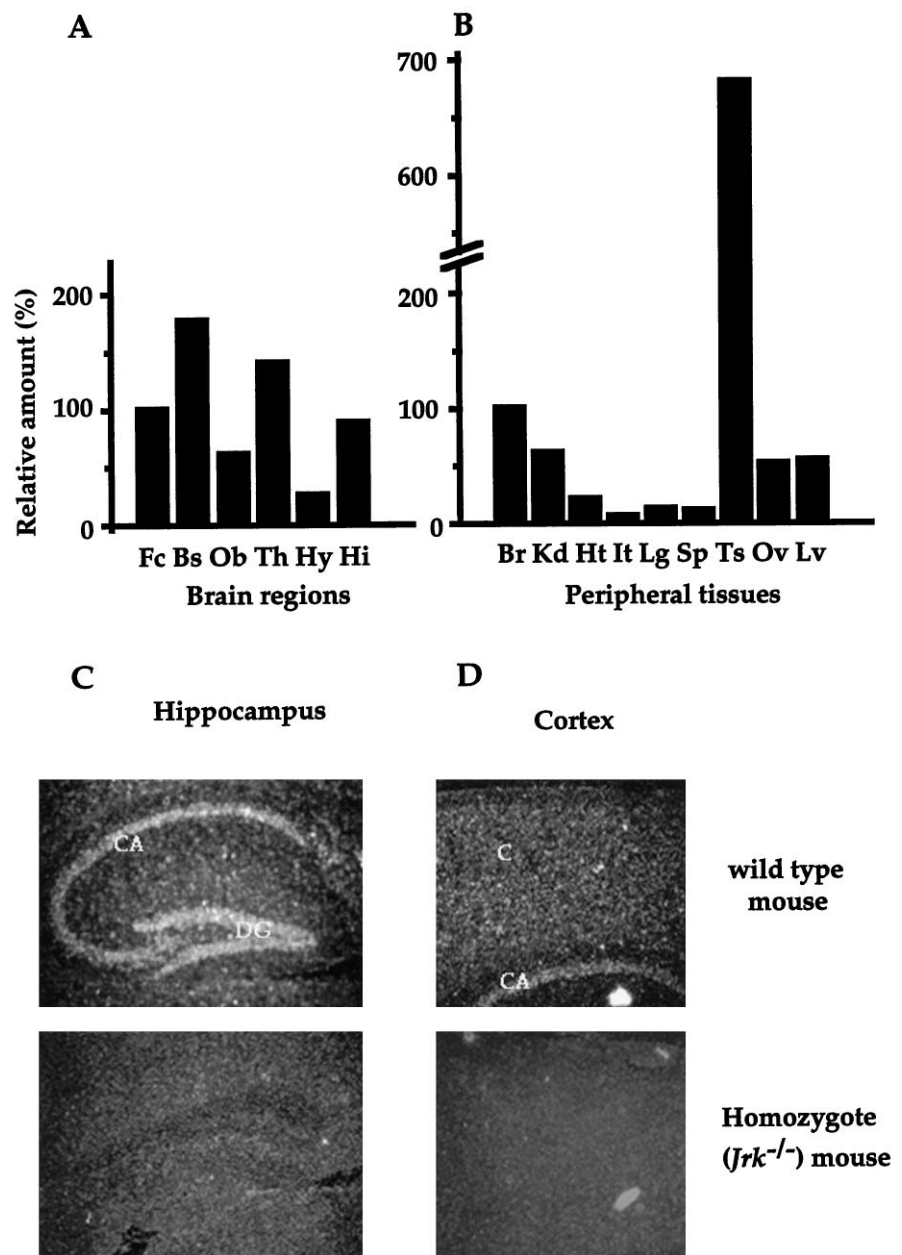 A
B
Relative amount (%)
200
100
0
700
600
200
100
0
Fc Bs Ob Th Hy Hi
Brain regions
Br Kd Ht It Lg Sp Ts Ov Lv
Peripheral tissues
C
Hippocampus
D
Cortex
CA
DG
C
CA
wild type
mouse
Homozygote
(Jrk-/-) mouse